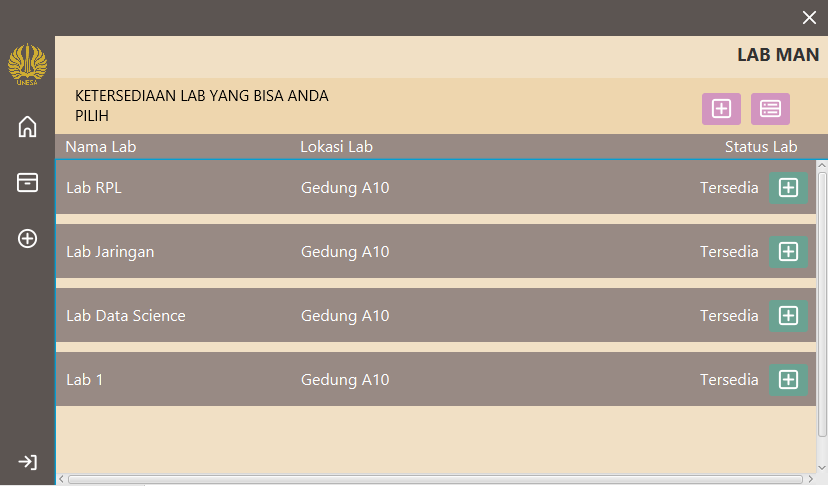 LAB MAN
UNESA
KETERSEDIAAN LAB YANG BISA ANDA
PILIH
Nama Lab Lokasi Lab Status Lab
Lab RPL Gedung A10 Tersedia
Lab Jaringan Gedung A10 Tersedia
Lab Data Science Gedung A10 Tersedia
Lab 1 Gedung A10 Tersedia